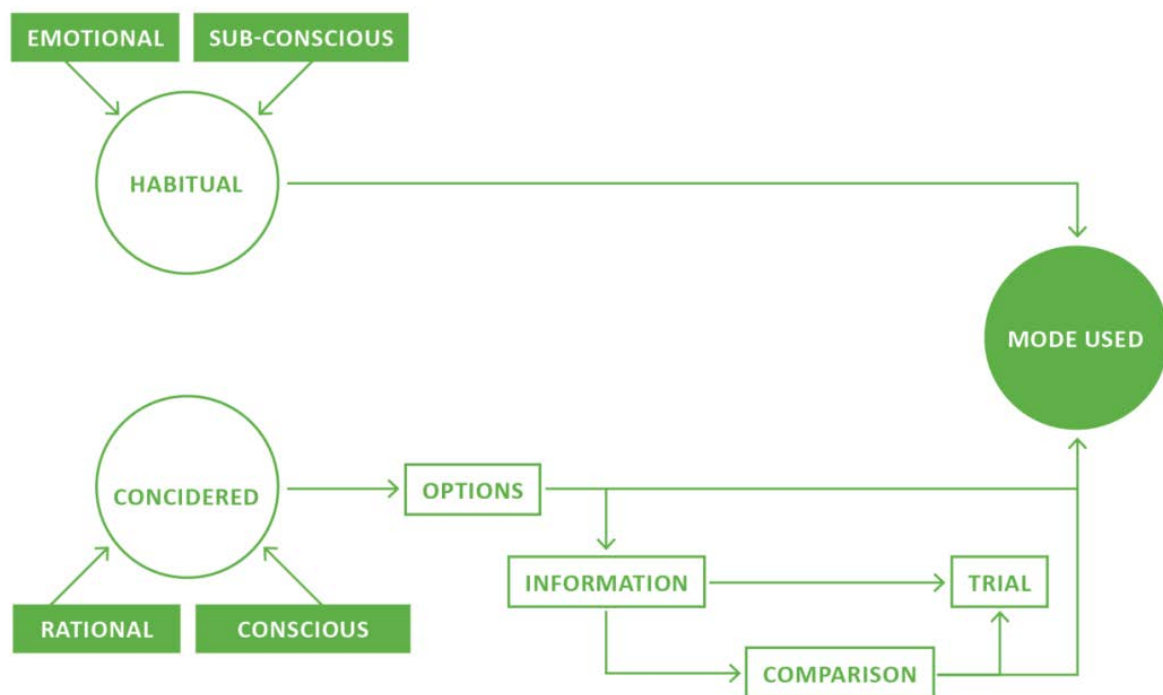 EMOTIONAL
SUB-CONSCIOUS
HABITUAL
MODE USED
CONCIDERED
OPTIONS
INFORMATION
TRIAL
RATIONAL
CONSCIOUS
COMPARISON